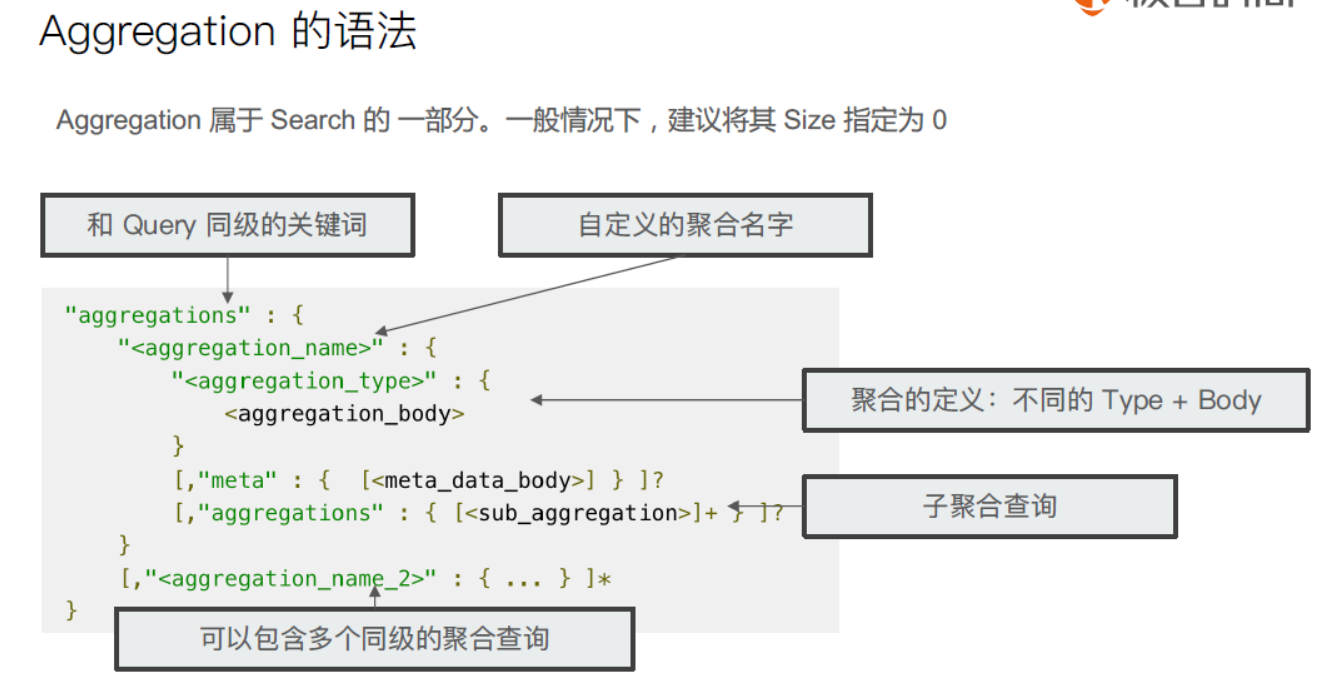 Aggregation 的语法
Aggregation 属于 Search 的 一部分。一般情况下，建议将其 Size 指定为 0
和 Query 同级的关键词
自定义的聚合名字
"aggregations" : {
"<aggregation_name>" : {
"<aggregation_type>" : {
<aggregation_body>
}
[,"meta" : { [<meta_data_body>] } ]?
[,"aggregations" : { [<sub_aggregation>]+ } ]?
}
[,"<aggregation_name_2>" : { ... } ]*
}
聚合的定义：不同的 Type + Body
子聚合查询
可以包含多个同级的聚合查询